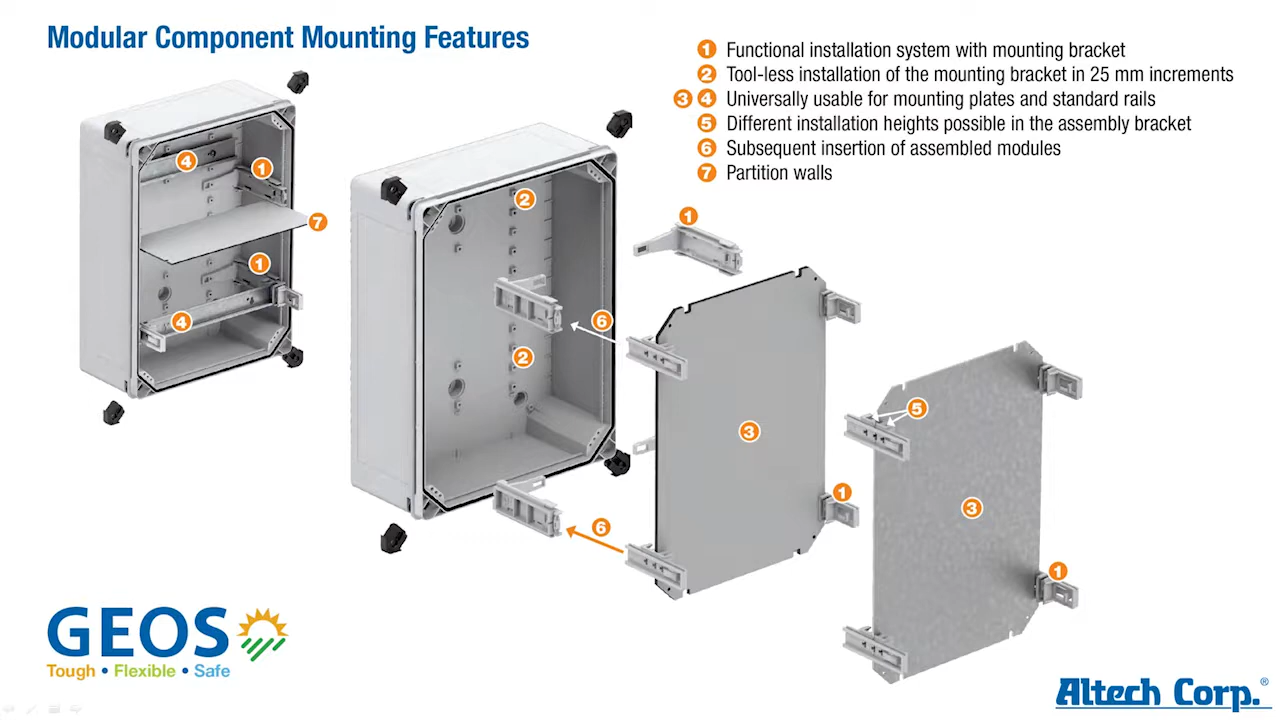 Modular Component Mounting Features
1 Functional installation system with mounting bracket
2 Tool-less installation of the mounting bracket in 25 mm increments
3 4 Universally usable for mounting plates and standard rails
5 Different installation heights possible in the assembly bracket
6 Subsequent insertion of assembled modules
7 Partition walls
4
1
7
1
4
2
6
2
6
1
3
1
5
3
1
GEOS
Tough • Flexible • Safe
Altech Corp.®